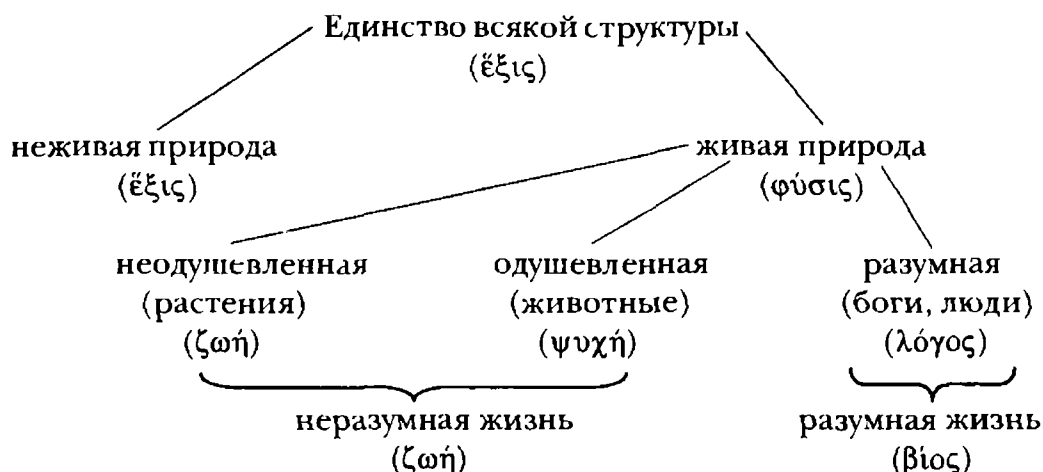 Единство всякой структуры
(ἕξις)
неживая природа живая природа
(ἕξις) (φύσις)
неодушевленная одушевленная разумная
(растения) (животные) (боги, люди)
(ζωή) (ψυχή) (λόγος)
неразумная жизнь разумная жизнь
(ζωή) (βίος)